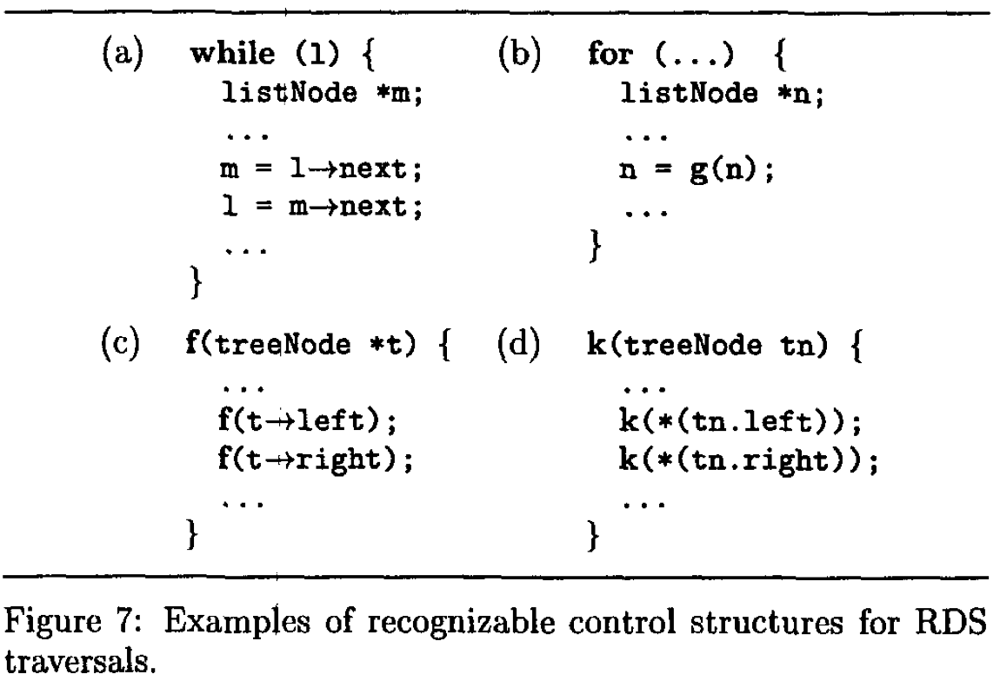 (a) while (l) {
listNode *m;
...
m = l→next;
l = m→next;
...
}
(b) for (...) {
listNode *n;
...
n = g(n);
...
}
(c) f(treeNode *t) {
...
f(t→left);
f(t→right);
...
}
(d) k(treeNode tn) {
...
k(*(tn.left));
k(*(tn.right));
...
}
Figure 7: Examples of recognizable control structures for RDS
traversals.